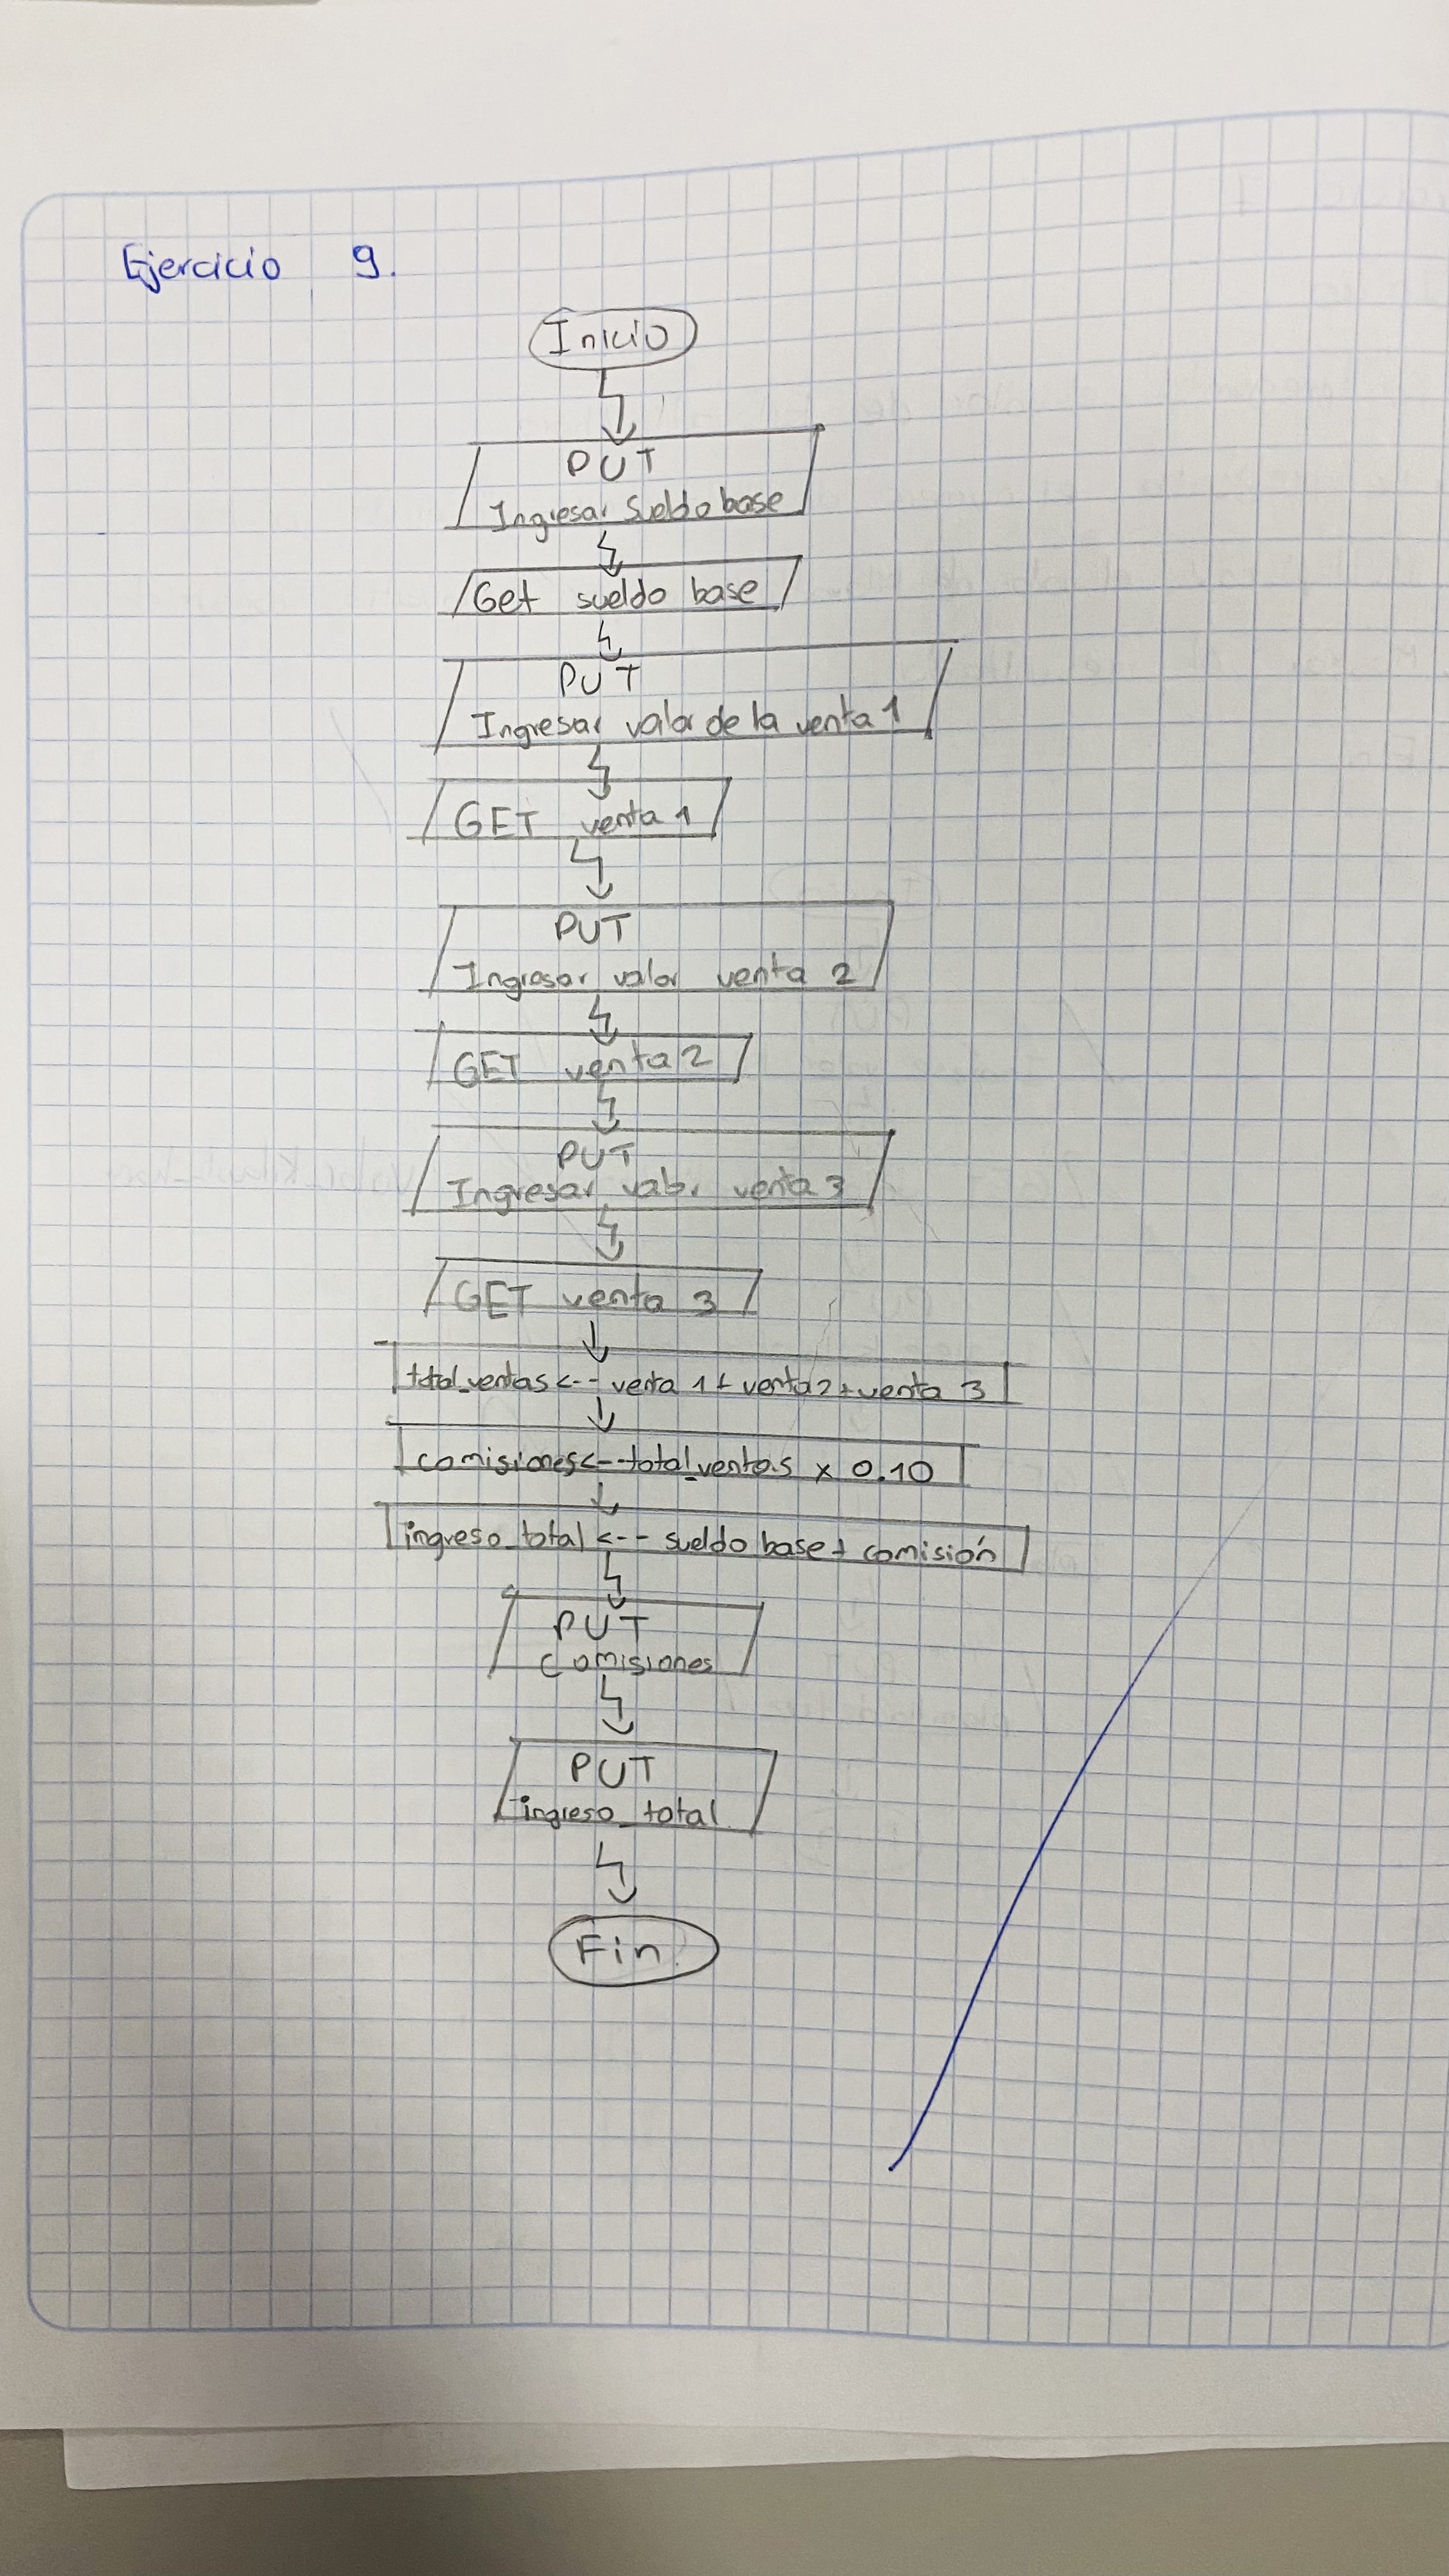 Ejercicio 9.
Inicio
PUT
Ingresar Sueldo base
Get sueldo base
PUT
Ingresar valor de la venta 1
GET venta 1
PUT
Ingresar valor venta 2
GET venta 2
PUT
Ingresar valor venta 3
GET venta 3
total_ventas <-- venta 1 + venta 2 + venta 3
comisiones <-- total_ventas x 0.10
ingreso_total <-- sueldo base + comisión
PUT
comisiones
PUT
ingreso_total
Fin